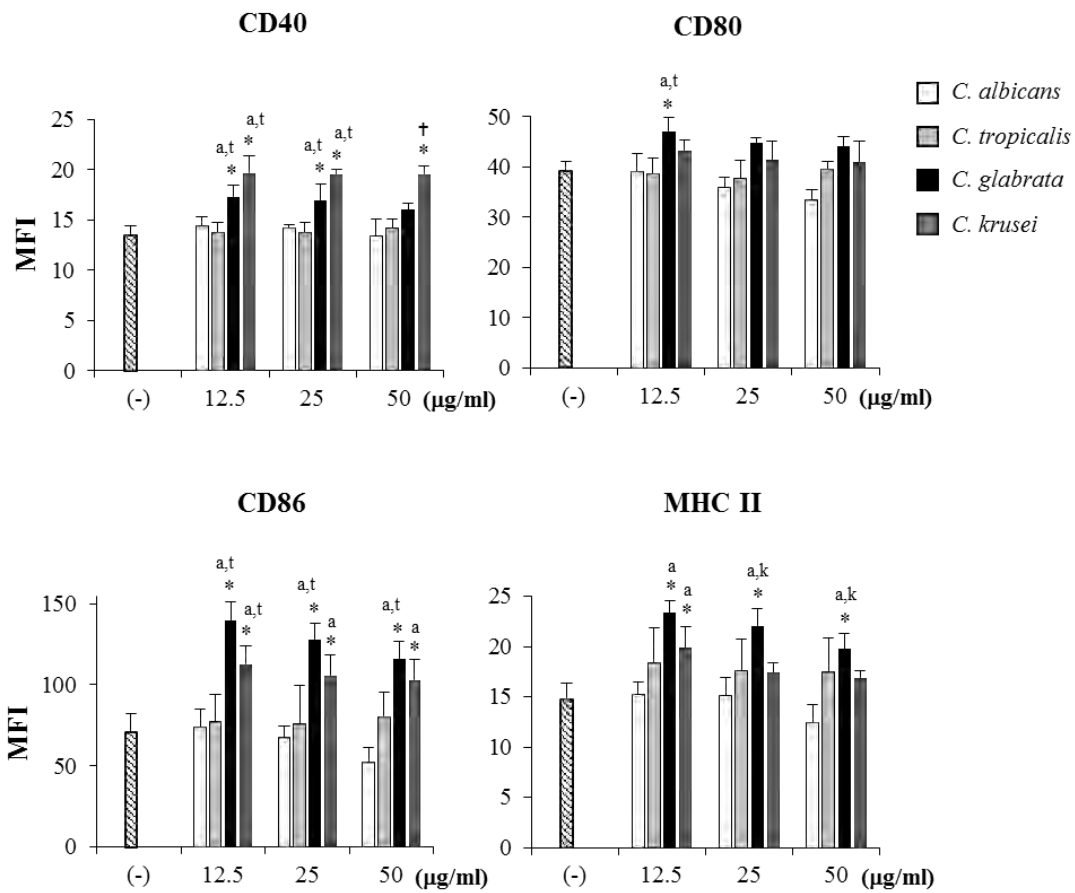 CD40
a,t
a,t
a,t
a,t
†
*
*
*
*
*
25
20
15
10
5
0
MFI
(-)
12.5
25
50
(µg/ml)
CD80
a,t
*
50
40
30
20
10
0
(-)
12.5
25
50
(µg/ml)
C. albicans
C. tropicalis
C. glabrata
C. krusei
CD86
a,t
a,t
a,t
a,t
a
a
*
*
*
*
*
*
150
100
50
0
MFI
(-)
12.5
25
50
(µg/ml)
MHC II
a
a
a,k
a,k
*
*
*
*
25
20
15
10
5
0
(-)
12.5
25
50
(µg/ml)